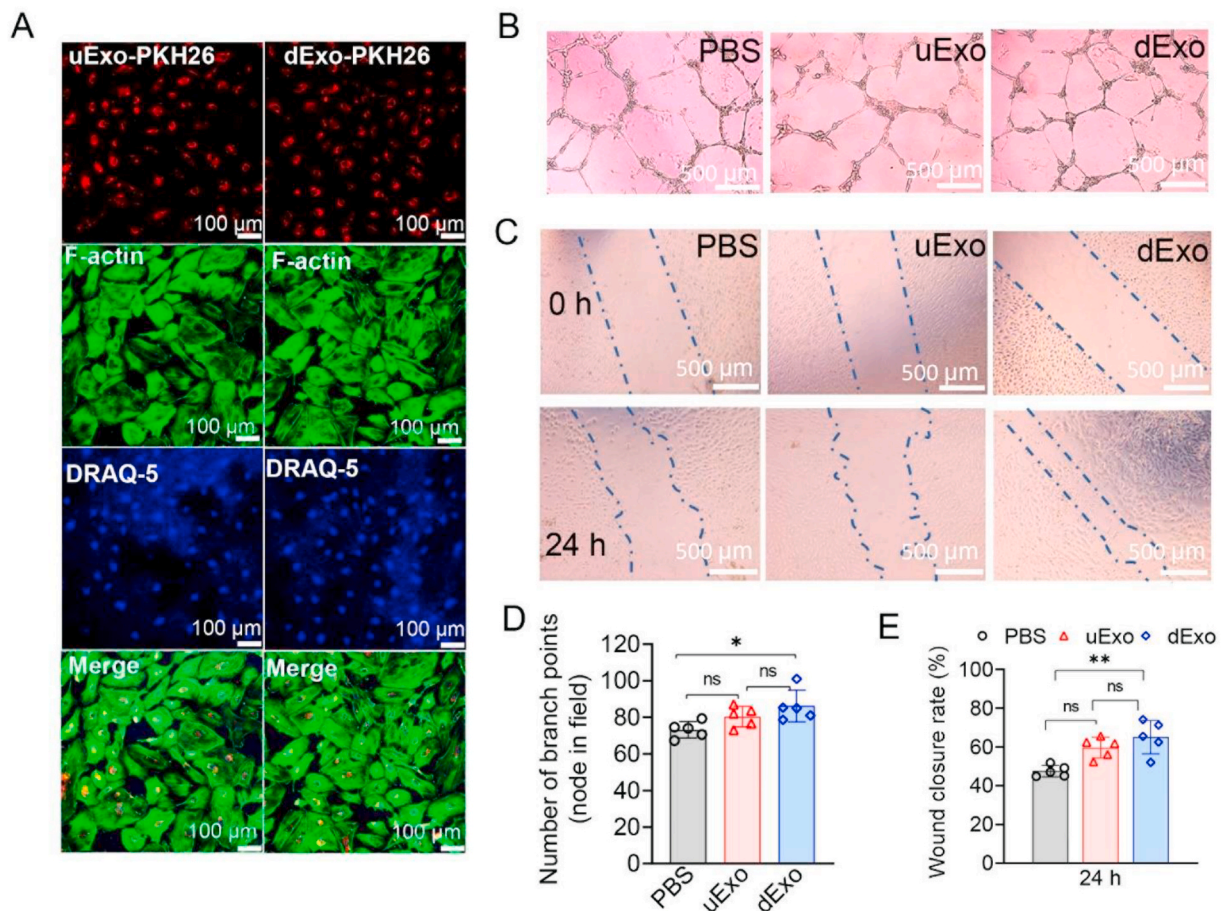 A
uExo-PKH26
dExo-PKH26
100 µm
100 µm
F-actin
F-actin
100 µm
100 µm
DRAQ-5
DRAQ-5
100 µm
100 µm
Merge
Merge
100 µm
100 µm
B
PBS
uExo
dExo
500 µm
500 µm
500 µm
C
PBS
uExo
dExo
0 h
500 µm
500 µm
500 µm
24 h
500 µm
500 µm
500 µm
D
Number of branch points
(node in field)
120
100
80
60
40
20
0
*
ns
ns
PBS
uExo
dExo
E
PBS
uExo
dExo
Wound closure rate (%)
100
80
60
40
20
0
**
ns
ns
24 h